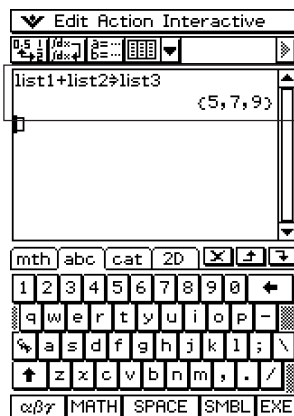 Edit Action Interactive
list1+list2⇒list3
{5,7,9}
mth abc cat 2D
1 2 3 4 5 6 7 8 9 0
q w e r t y u i o p -
a s d f g h j k l ; \
z x c v b n m , . /
αβγ MATH SPACE SMBL EXE